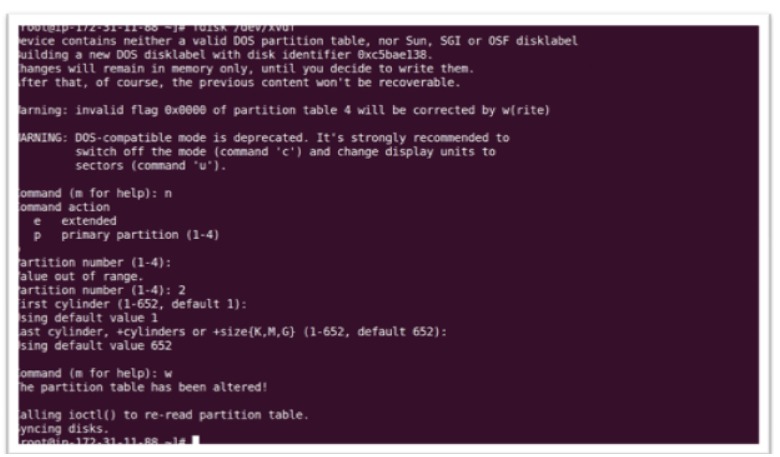 root@ip-172-31-11-88 ~]# fdisk /dev/xvdf
evice contains neither a valid DOS partition table, nor Sun, SGI or OSF disklabel
uilding a new DOS disklabel with disk identifier 0xc5bae138.
hanges will remain in memory only, until you decide to write them.
fter that, of course, the previous content won't be recoverable.
arning: invalid flag 0x0000 of partition table 4 will be corrected by w(rite)
ARNING: DOS-compatible mode is deprecated. It's strongly recommended to
switch off the mode (command 'c') and change display units to
sectors (command 'u').
ommand (m for help): n
ommand action
e extended
p primary partition (1-4)
artition number (1-4):
alue out of range.
artition number (1-4): 2
irst cylinder (1-652, default 1):
sing default value 1
ast cylinder, +cylinders or +size{K,M,G} (1-652, default 652):
sing default value 652
ommand (m for help): w
he partition table has been altered!
alling ioctl() to re-read partition table.
yncing disks.
root@ip-172-31-11-88 ~]#